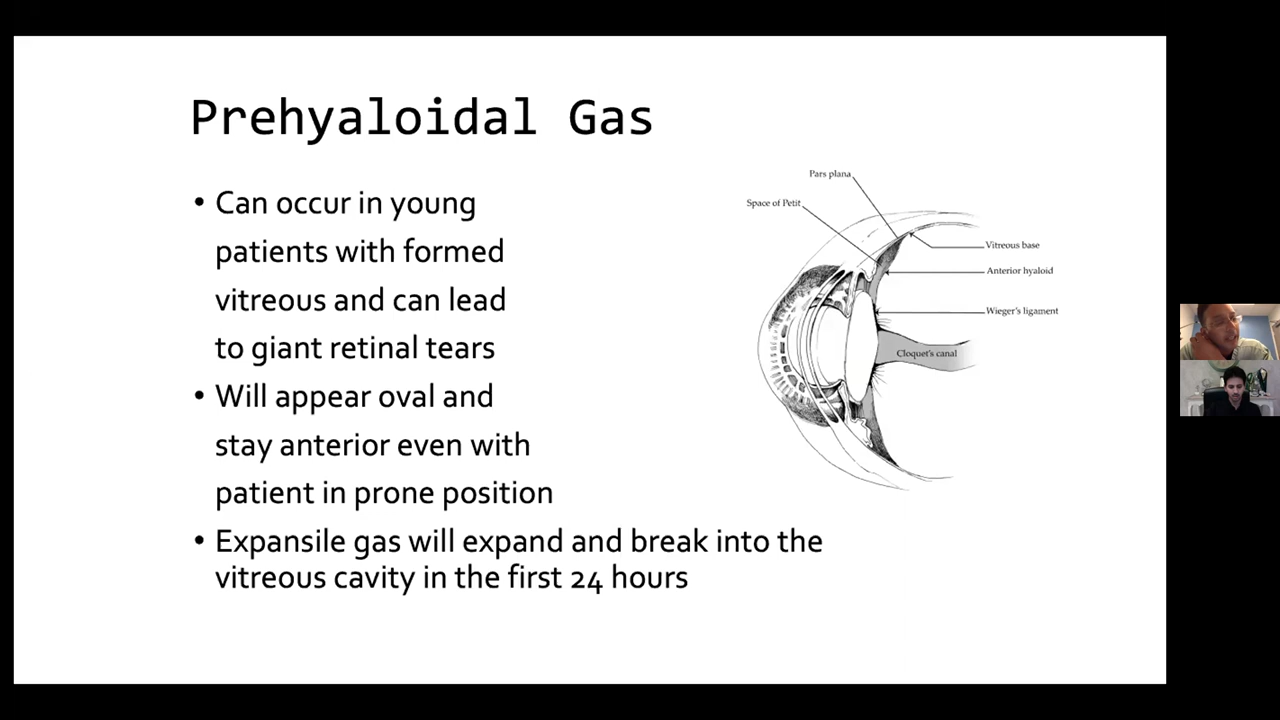 Prehyaloidal Gas
• Can occur in young
patients with formed
vitreous and can lead
to giant retinal tears
• Will appear oval and
stay anterior even with
patient in prone position
• Expansile gas will expand and break into the
vitreous cavity in the first 24 hours
Pars plana
Space of Petit
Vitreous base
Anterior hyaloid
Wieger's ligament
Cloquet's canal